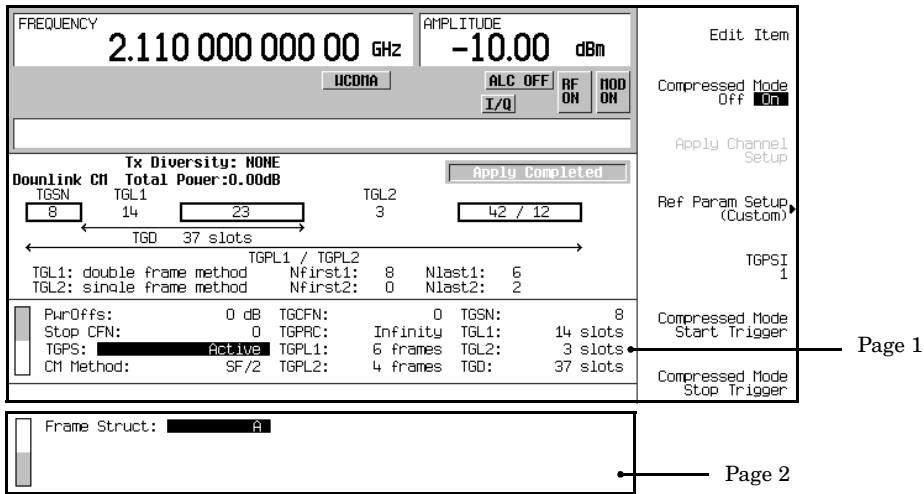 FREQUENCY
2.110 000 000 00 GHz
AMPLITUDE
-10.00 dBm
WCDMA
ALC OFF
I/Q
RF ON
MOD ON
Tx Diversity: NONE
Downlink CM Total Power:0.00dB
Apply Completed
TGSN TGL1 TGL2
8 14 23 3 42 / 12
TGD 37 slots
TGPL1 / TGPL2
TGL1: double frame method Nfirst1: 8 Nlast1: 6
TGL2: single frame method Nfirst2: 0 Nlast2: 2
PwrOffs: 0 dB TGCFN: 0 TGSN: 8
Stop CFN: 0 TGPRC: Infinity TGL1: 14 slots
TGPS: Active TGPL1: 6 frames TGL2: 3 slots
CM Method: SF/2 TGPL2: 4 frames TGD: 37 slots
Edit Item
Compressed Mode
Off On
Apply Channel
Setup
Ref Param Setup
(Custom)
TGPSI
1
Compressed Mode
Start Trigger
Compressed Mode
Stop Trigger
Page 1
Frame Struct: A
Page 2